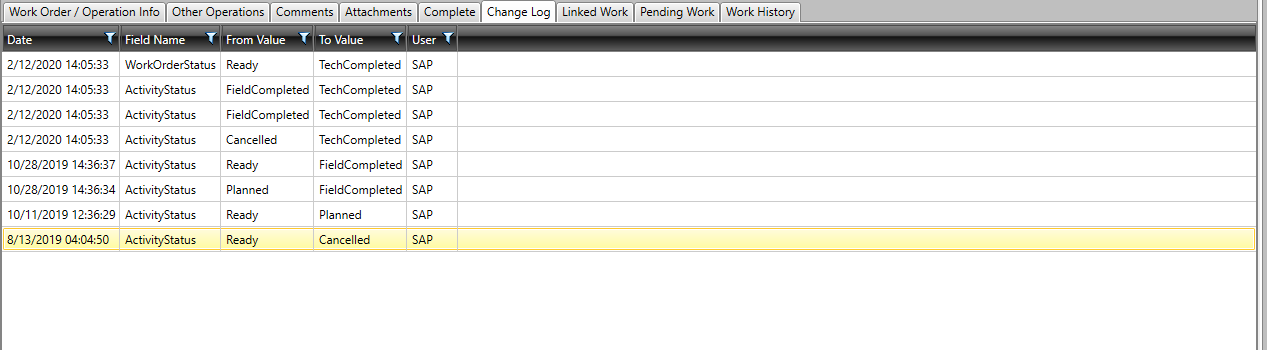 Work Order / Operation Info Other Operations Comments Attachments Complete Change Log Linked Work Pending Work Work History
Date Field Name From Value To Value User
2/12/2020 14:05:33 WorkOrderStatus Ready TechCompleted SAP
2/12/2020 14:05:33 ActivityStatus FieldCompleted TechCompleted SAP
2/12/2020 14:05:33 ActivityStatus FieldCompleted TechCompleted SAP
2/12/2020 14:05:33 ActivityStatus Cancelled TechCompleted SAP
10/28/2019 14:36:37 ActivityStatus Ready FieldCompleted SAP
10/28/2019 14:36:34 ActivityStatus Planned FieldCompleted SAP
10/11/2019 12:36:29 ActivityStatus Ready Planned SAP
8/13/2019 04:04:50 ActivityStatus Ready Cancelled SAP